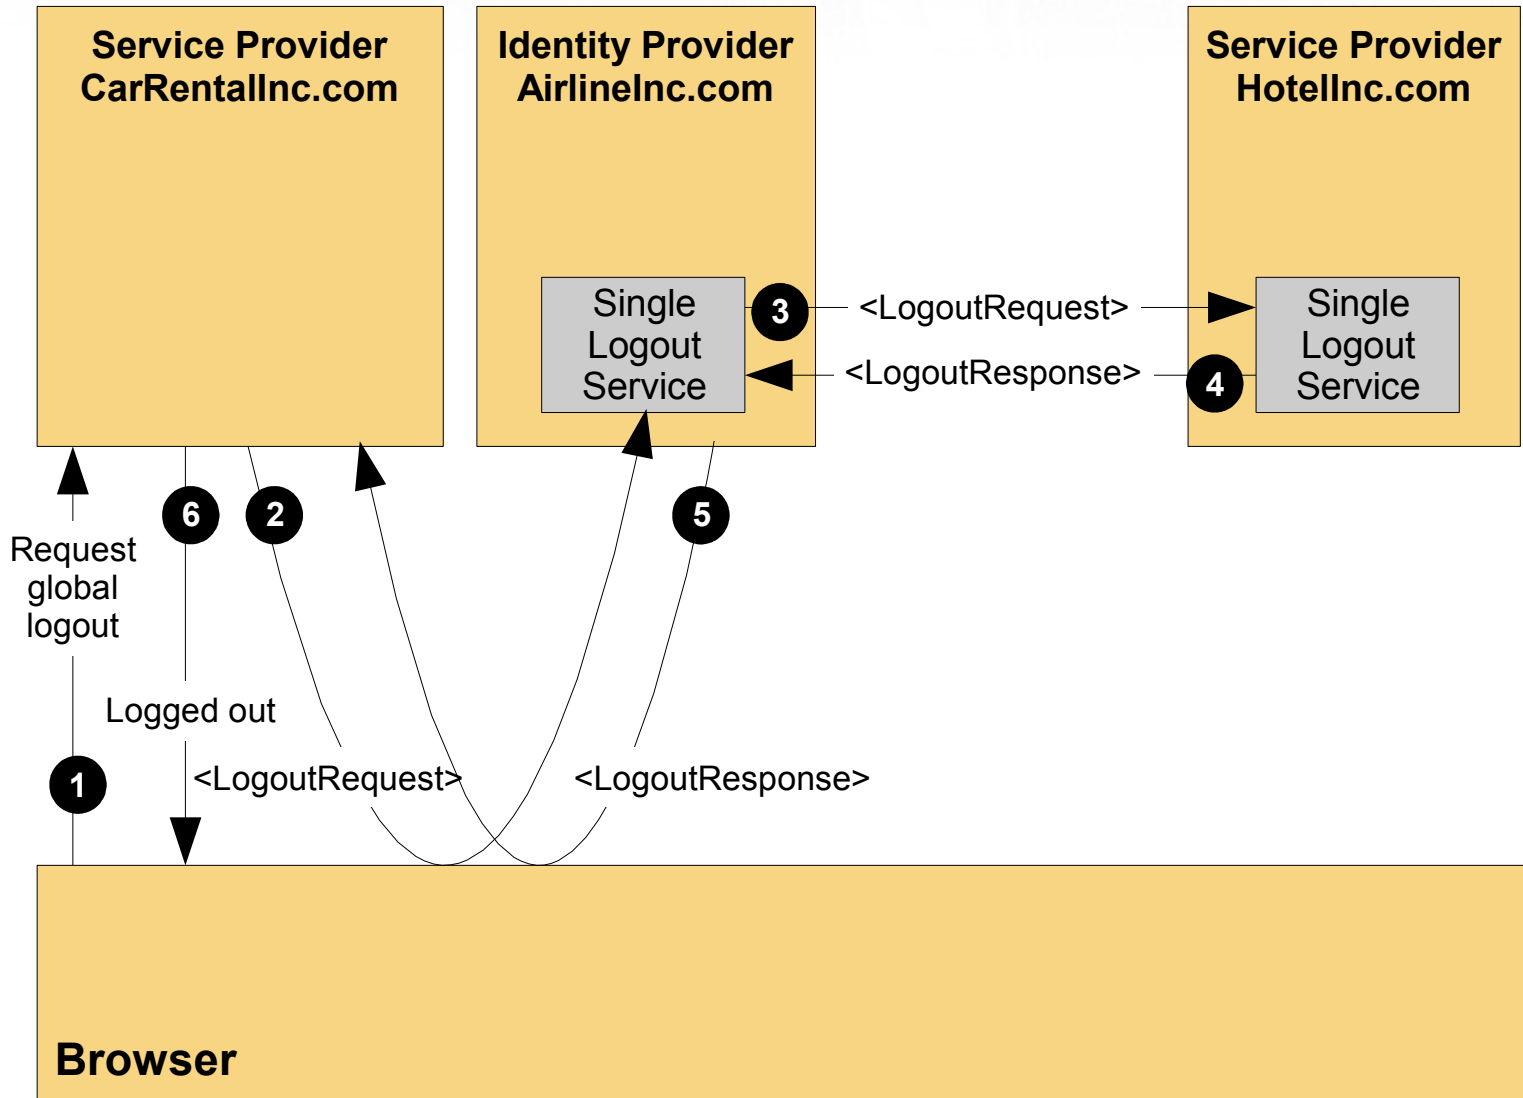 Service Provider
CarRentalInc.com
Identity Provider
AirlineInc.com
Service Provider
HotelInc.com
Single
Logout
Service
3
<LogoutRequest>
Single
Logout
Service
<LogoutResponse>
4
6
2
5
Request
global
logout
Logged out
1
<LogoutRequest>
<LogoutResponse>
Browser